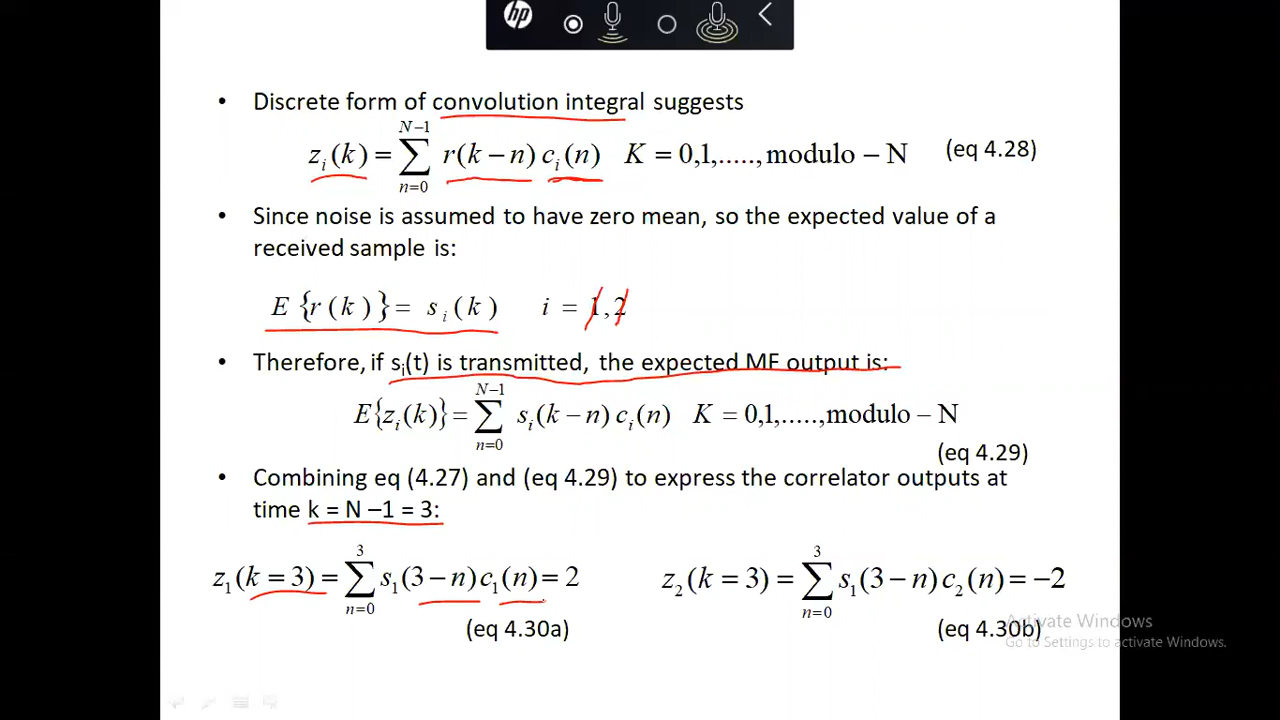 hp
• Discrete form of convolution integral suggests
z_i(k) = ∑_{n=0}^{N−1} r(k − n) c_i(n) K = 0,1,....., modulo − N (eq 4.28)
• Since noise is assumed to have zero mean, so the expected value of a
received sample is:
E {r (k )} = s_i (k ) i = 1, 2
• Therefore, if s_i(t) is transmitted, the expected MF output is:
E{z_i(k)} = ∑_{n=0}^{N−1} s_i(k − n) c_i(n) K = 0,1,....., modulo − N
(eq 4.29)
• Combining eq (4.27) and (eq 4.29) to express the correlator outputs at
time k = N –1 = 3:
z_1(k = 3) = ∑_{n=0}^{3} s_1(3 − n) c_1(n) = 2 z_2(k = 3) = ∑_{n=0}^{3} s_1(3 − n) c_2(n) = −2
(eq 4.30a) (eq 4.30b)
Activate Windows
Go to Settings to activate Windows.